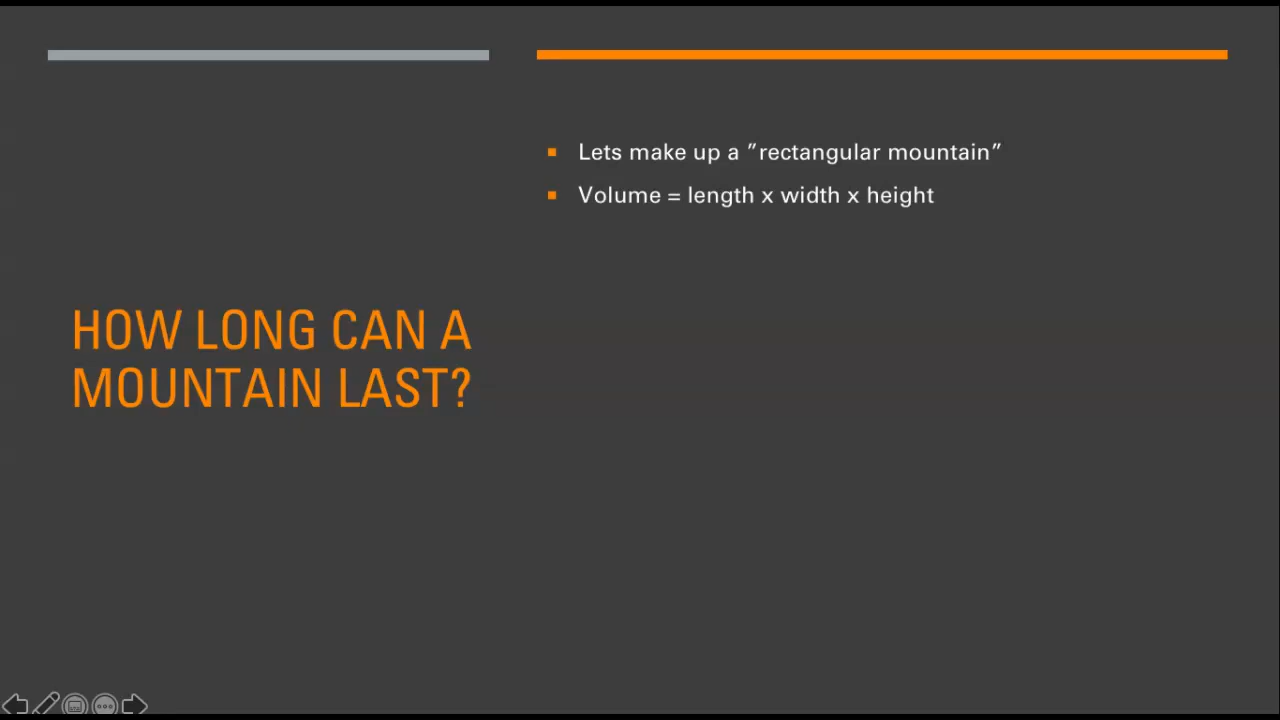 Lets make up a ”rectangular mountain”
Volume = length x width x height
HOW LONG CAN A
MOUNTAIN LAST?